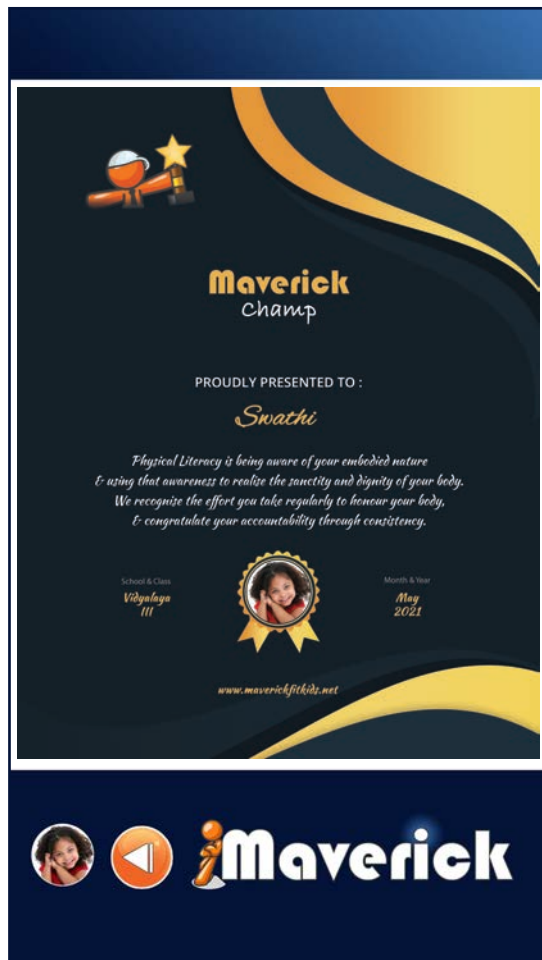 Maverick
Champ
PROUDLY PRESENTED TO :
Swathi
Physical Literacy is being aware of your embodied nature
& using that awareness to realise the sanctity and dignity of your body.
We recognise the effort you take regularly to honour your body,
& congratulate your accountability through consistency.
School & Class
Vidyalaya
III
Month & Year
May
2021
www.maverickfitkids.net
iMaverick